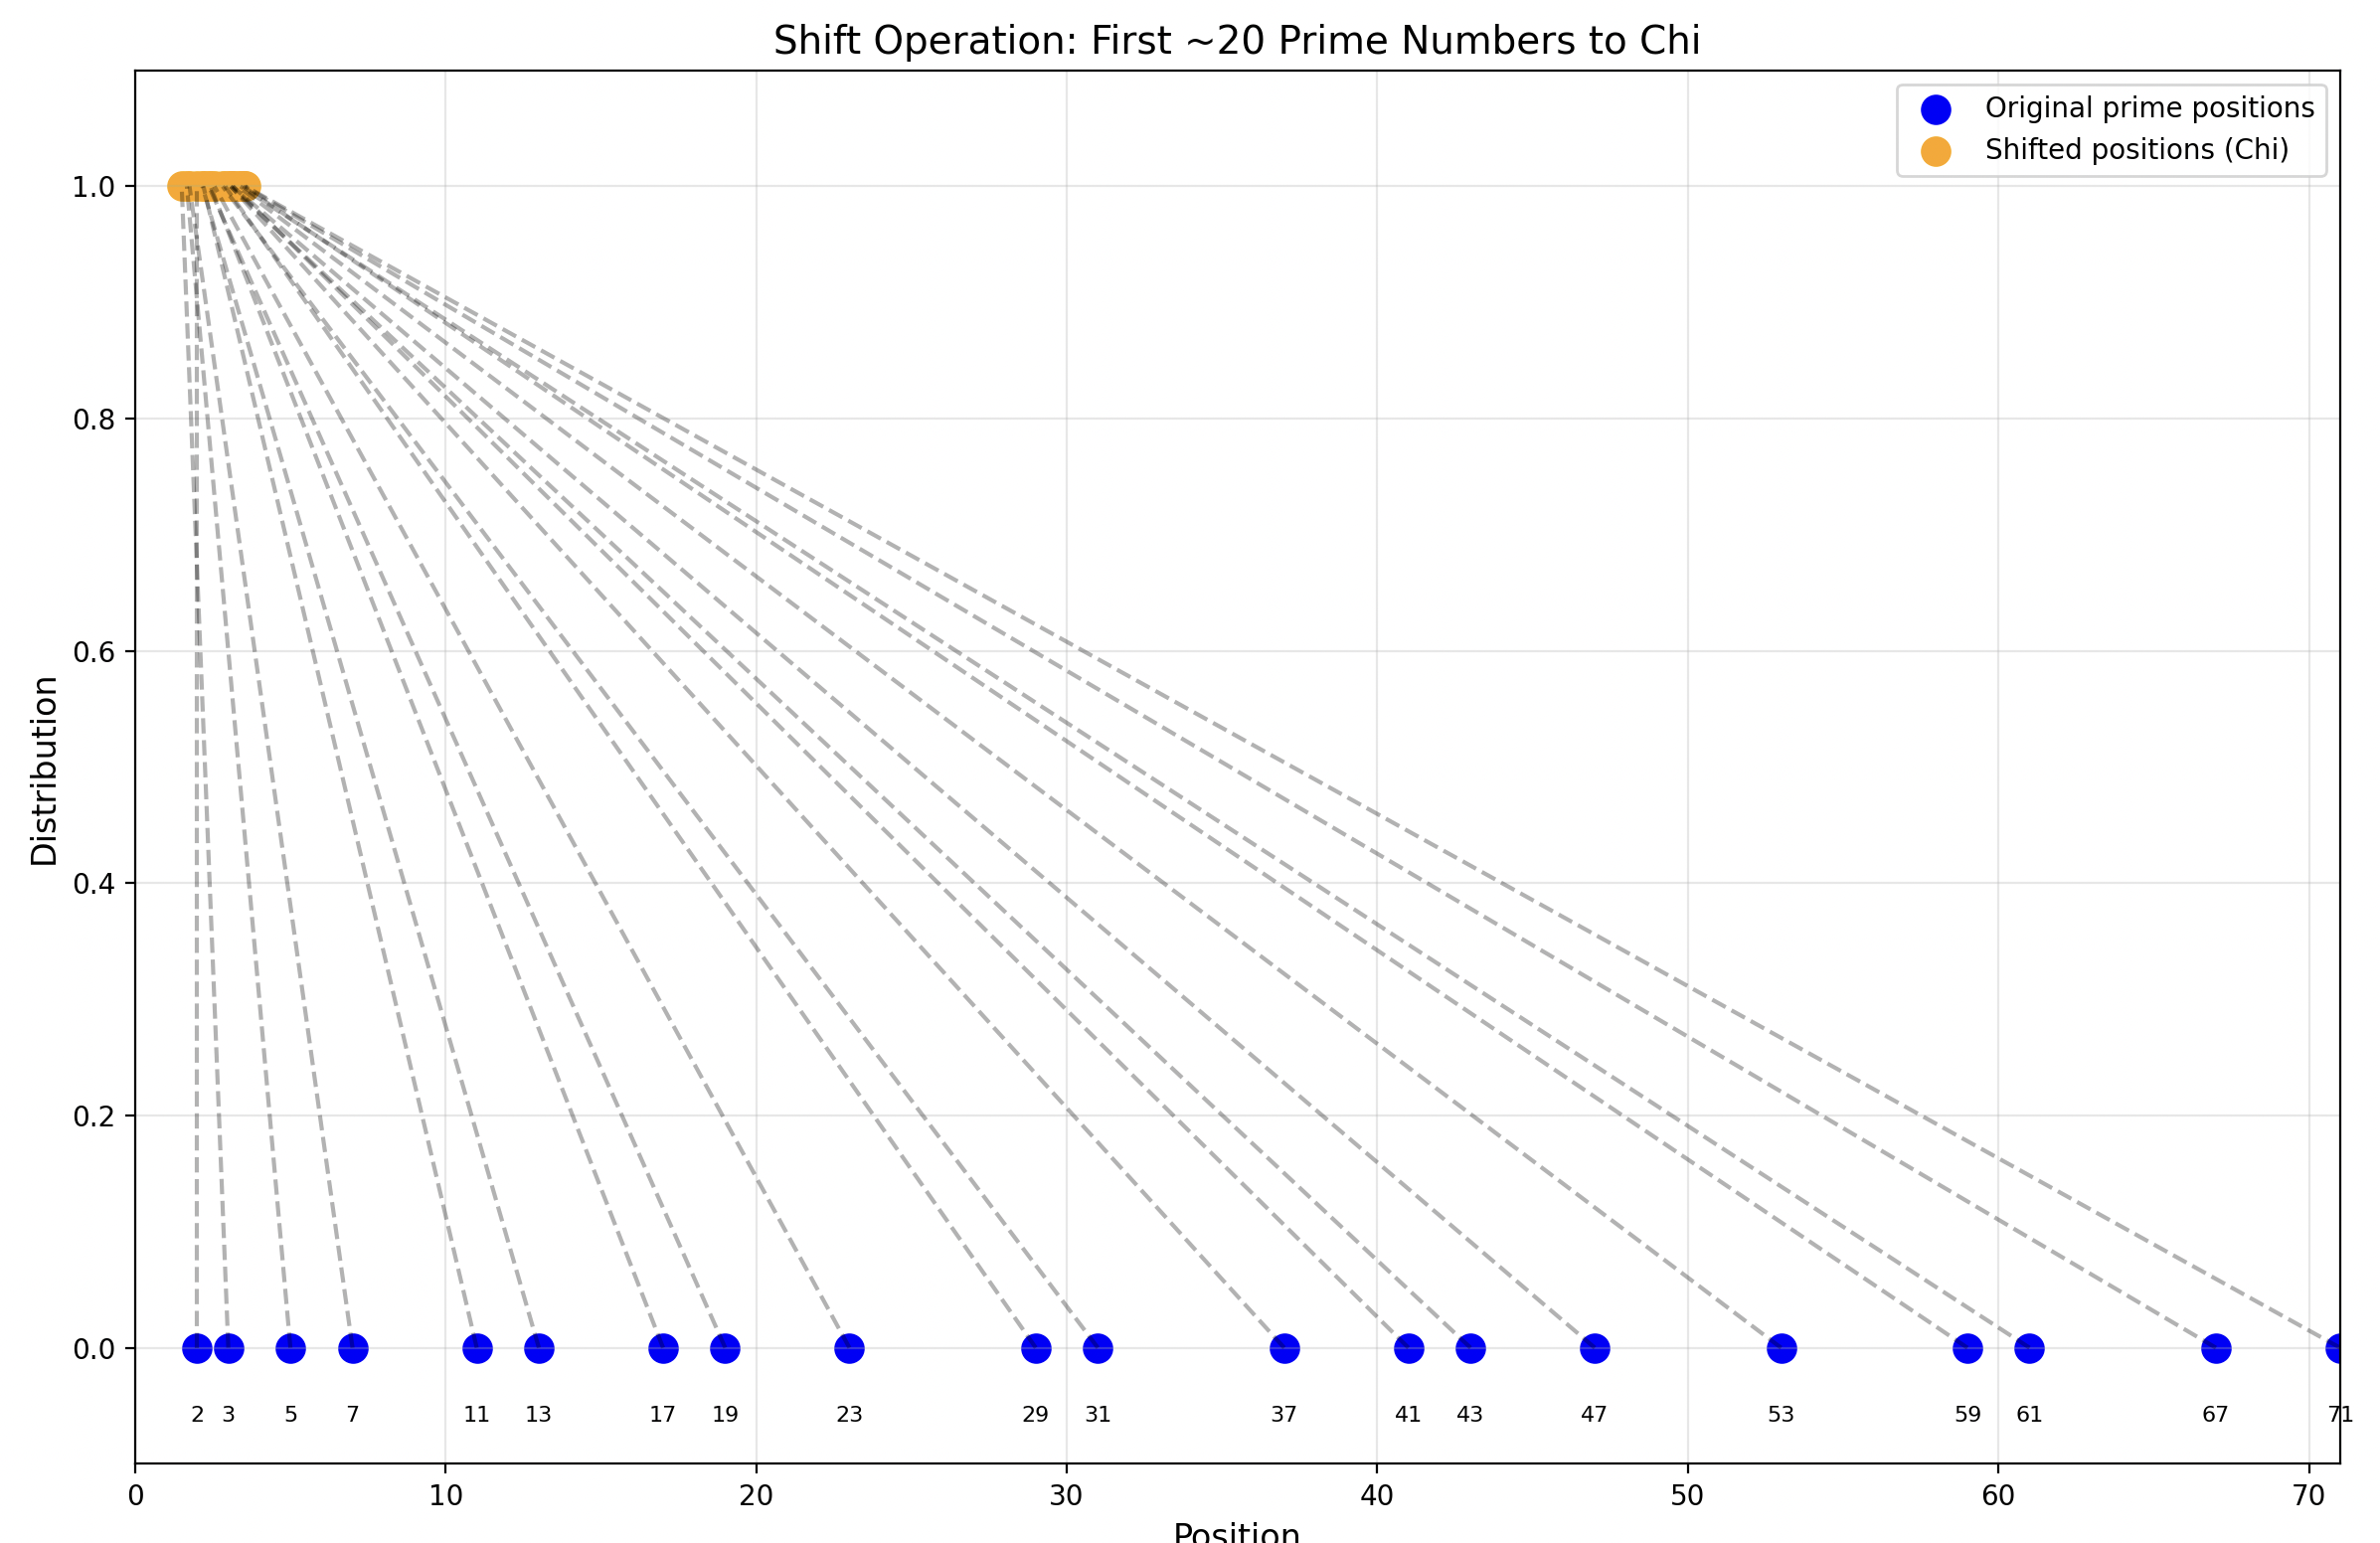 Shift Operation: First ~20 Prime Numbers to Chi
Original prime positions
Shifted positions (Chi)
1.0
0.8
0.6
0.4
0.2
0.0
Distribution
2 3 5 7 11 13 17 19 23 29 31 37 41 43 47 53 59 61 67 71
0 10 20 30 40 50 60 70
Position